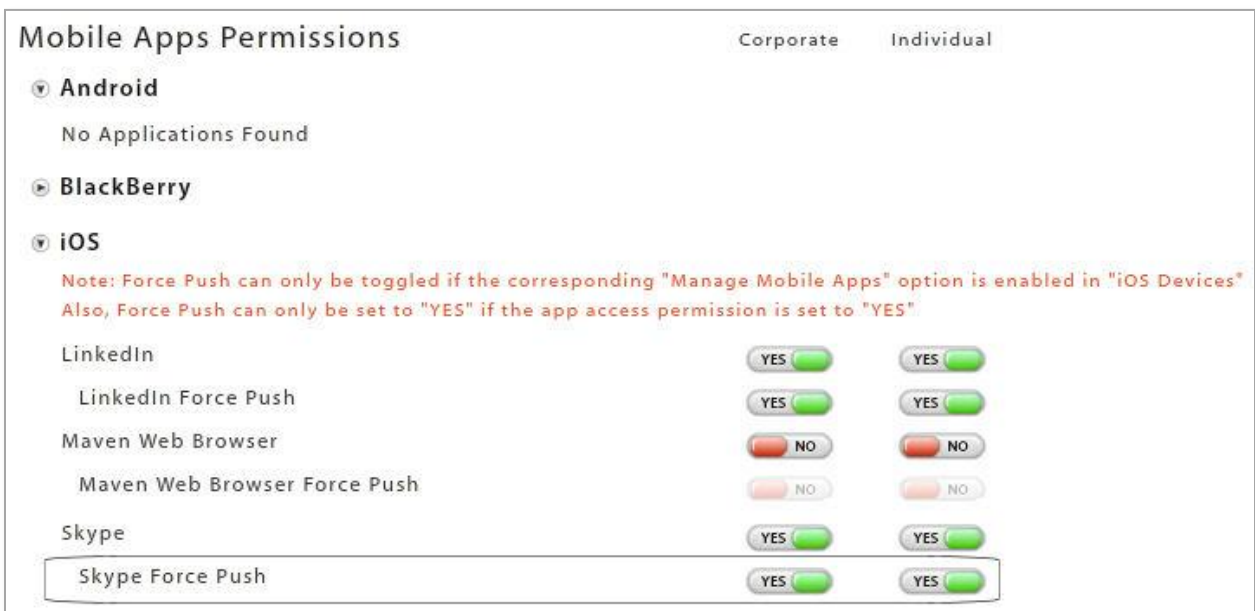 Mobile Apps Permissions Corporate Individual
Android
No Applications Found
BlackBerry
iOS
Note: Force Push can only be toggled if the corresponding "Manage Mobile Apps" option is enabled in "iOS Devices"
Also, Force Push can only be set to "YES" if the app access permission is set to "YES"
LinkedIn YES YES
LinkedIn Force Push YES YES
Maven Web Browser NO NO
Maven Web Browser Force Push NO NO
Skype YES YES
Skype Force Push YES YES